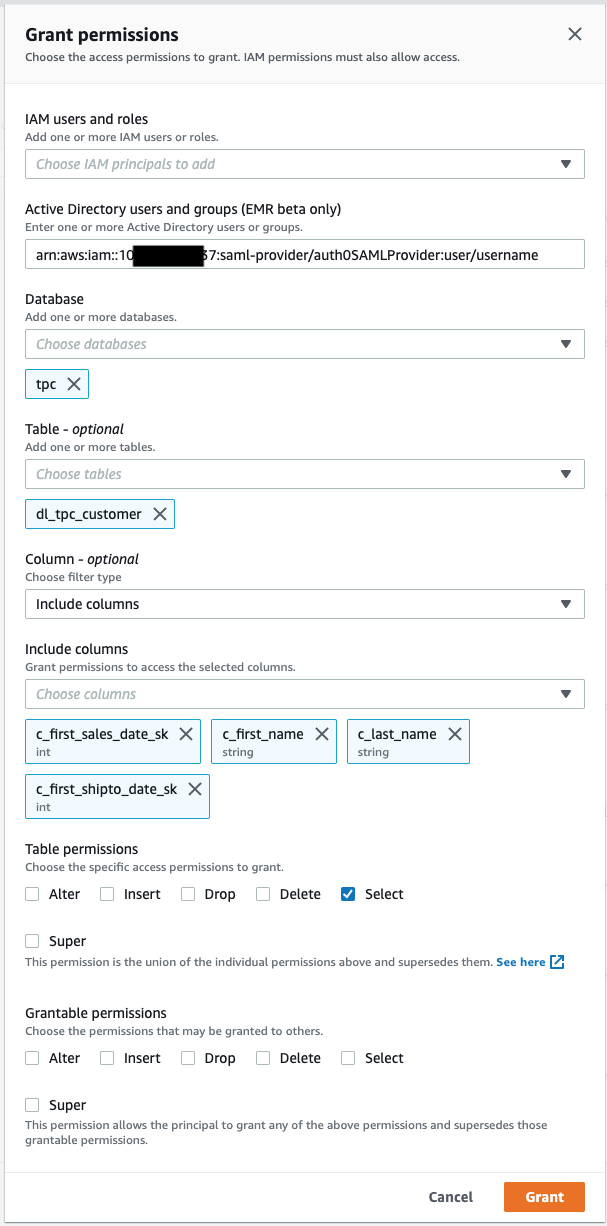 Grant permissions
Choose the access permissions to grant. IAM permissions must also allow access.
IAM users and roles
Add one or more IAM users or roles.
Choose IAM principals to add
Active Directory users and groups (EMR beta only)
Enter one or more Active Directory users or groups.
arn:aws:iam::10 37:saml-provider/auth0SAMLProvider:user/username
Database
Add one or more databases.
Choose databases
tpc
Table - optional
Add one or more tables.
Choose tables
dl_tpc_customer
Column - optional
Choose filter type
Include columns
Include columns
Grant permissions to access the selected columns.
Choose columns
c_first_sales_date_sk c_first_name c_last_name
int string string
c_first_shipto_date_sk
int
Table permissions
Choose the specific access permissions to grant.
Alter Insert Drop Delete Select
Super
This permission is the union of the individual permissions above and supersedes them. See here
Grantable permissions
Choose the permissions that may be granted to others.
Alter Insert Drop Delete Select
Super
This permission allows the principal to grant any of the above permissions and supersedes those
grantable permissions.
Cancel Grant